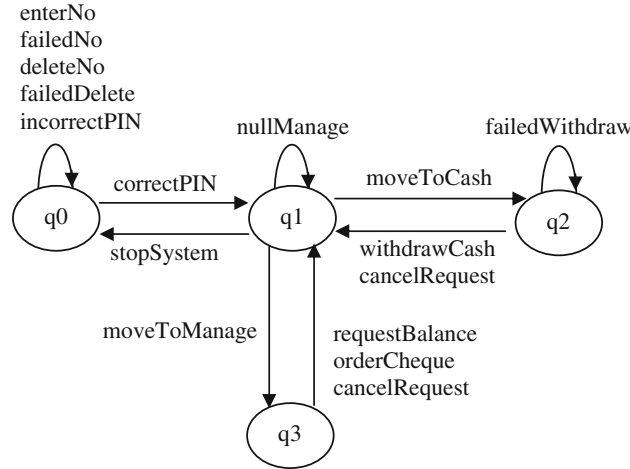 enterNo
failedNo
deleteNo
failedDelete
incorrectPIN
nullManage
failedWithdraw
correctPIN
moveToCash
q0
q1
q2
stopSystem
withdrawCash
cancelRequest
moveToManage
requestBalance
orderCheque
cancelRequest
q3